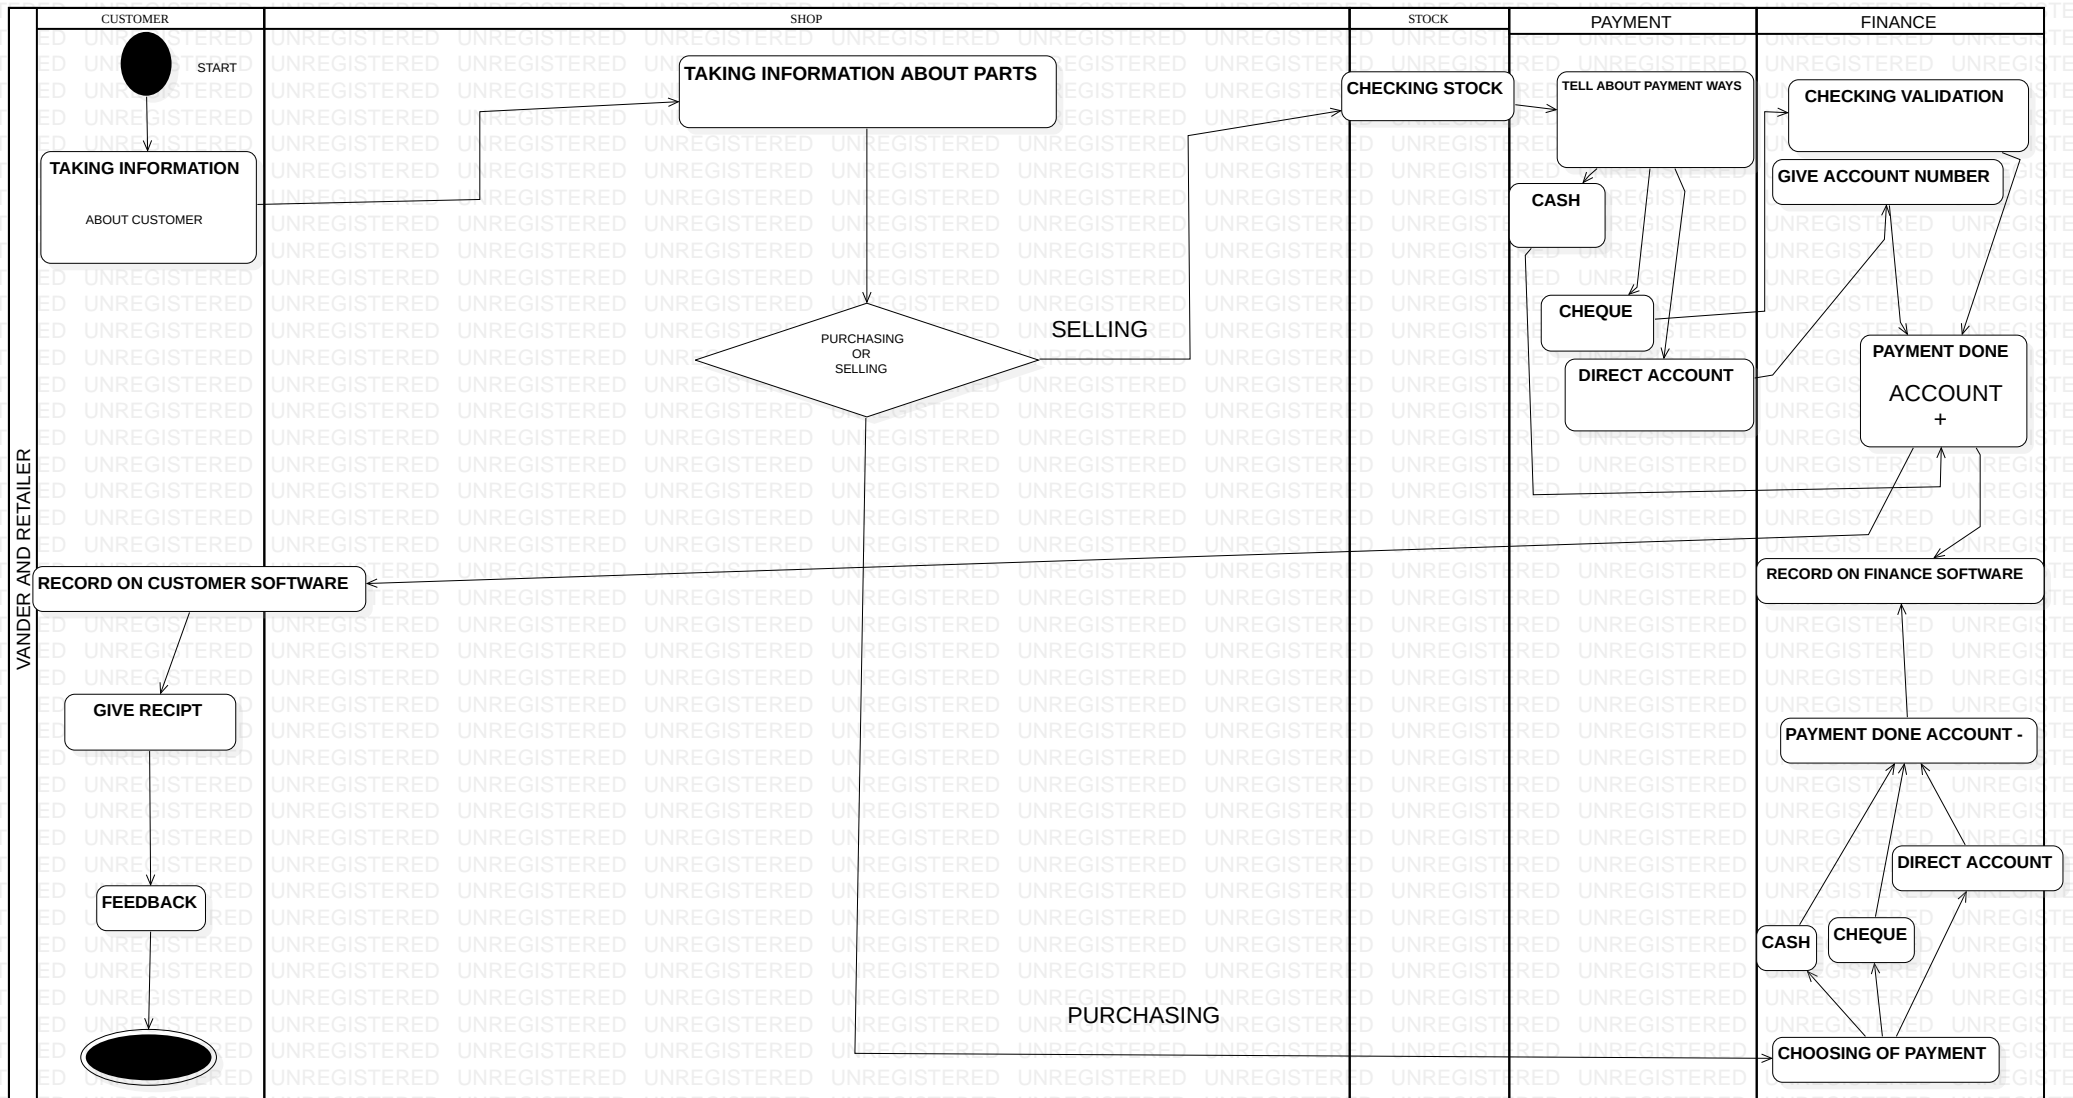 CUSTOMER
SHOP
STOCK
PAYMENT
FINANCE
VANDER AND RETAILER
START
TAKING INFORMATION
ABOUT CUSTOMER
TAKING INFORMATION ABOUT PARTS
CHECKING STOCK
TELL ABOUT PAYMENT WAYS
CHECKING VALIDATION
GIVE ACCOUNT NUMBER
CASH
CHEQUE
DIRECT ACCOUNT
PURCHASING
OR
SELLING
SELLING
PAYMENT DONE
ACCOUNT
+
RECORD ON CUSTOMER SOFTWARE
RECORD ON FINANCE SOFTWARE
GIVE RECIPT
PAYMENT DONE ACCOUNT -
DIRECT ACCOUNT
FEEDBACK
CASH
CHEQUE
PURCHASING
CHOOSING OF PAYMENT
UNREGISTERED